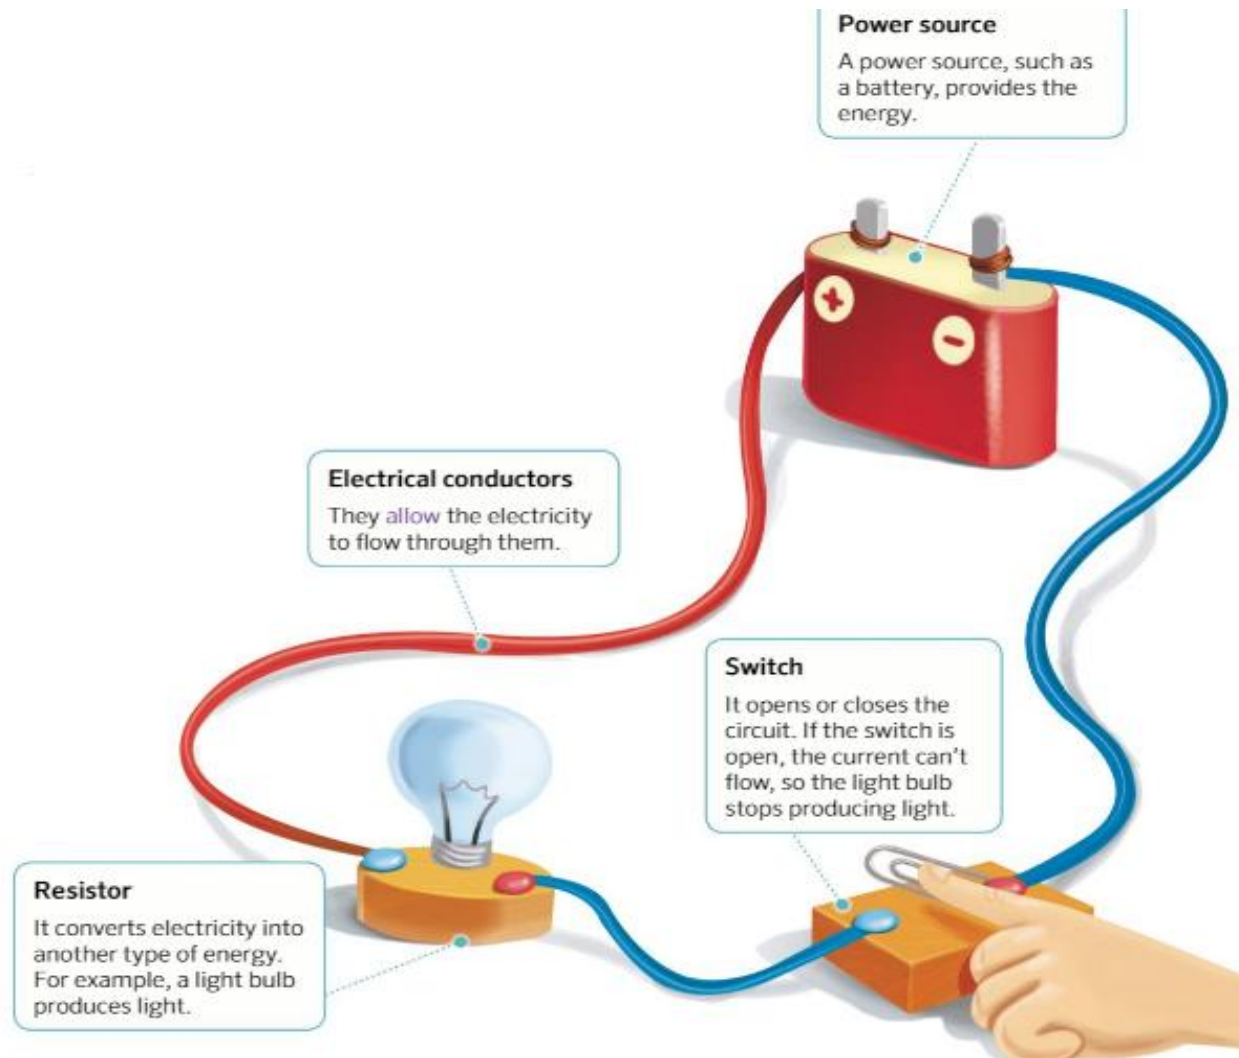 Power source
A power source, such as
a battery, provides the
energy.
+
-
Electrical conductors
They allow the electricity
to flow through them.
Switch
It opens or closes the
circuit. If the switch is
open, the current can't
flow, so the light bulb
stops producing light.
Resistor
It converts electricity into
another type of energy.
For example, a light bulb
produces light.